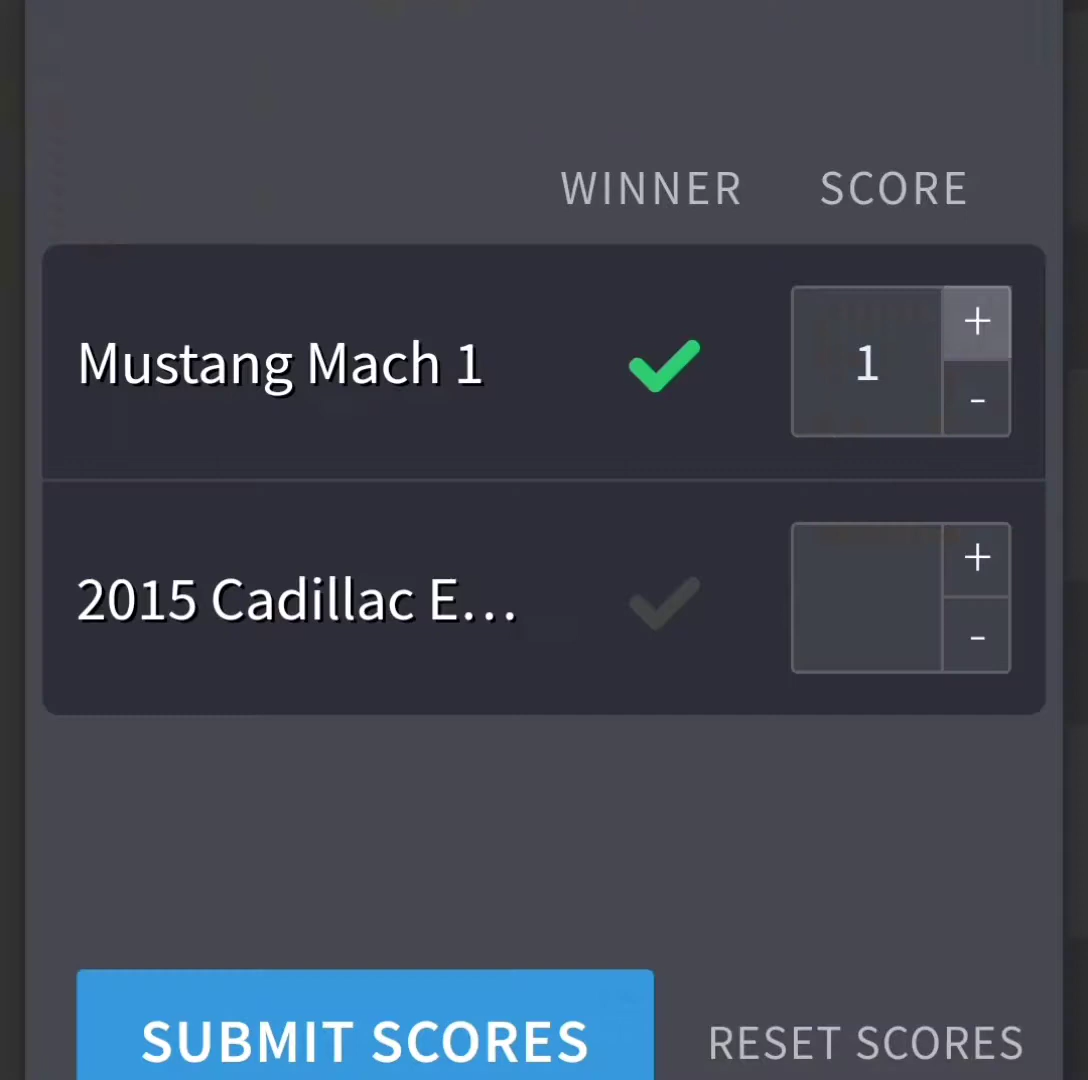 WINNER SCORE
Mustang Mach 1 1 +
-
2015 Cadillac E... +
-
SUBMIT SCORES RESET SCORES